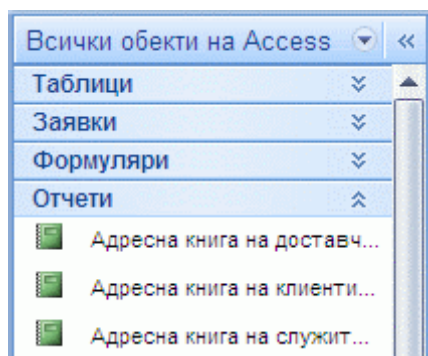 Всички обекти на Access
Таблици
Заявки
Формуляри
Отчети
Адресна книга на доставч...
Адресна книга на клиенти...
Адресна книга на служит...